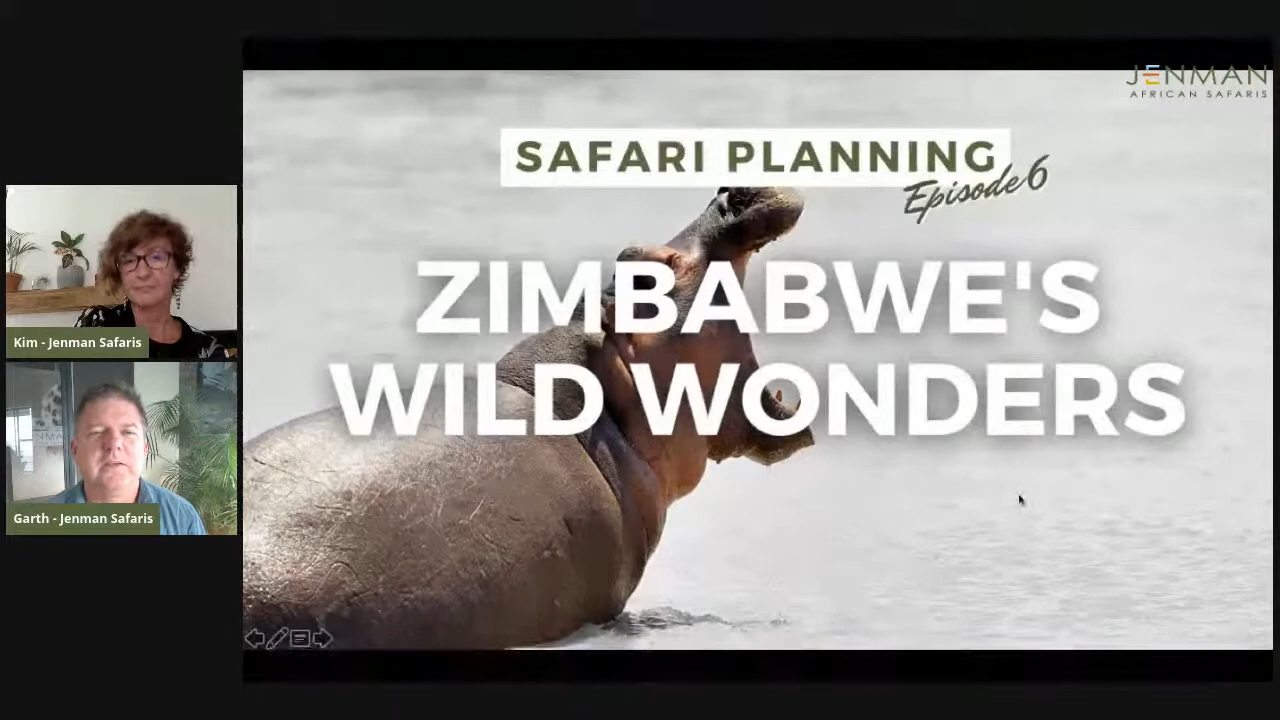 JENMAN
AFRICAN SAFARIS
SAFARI PLANNING
Episode 6
ZIMBABWE'S
WILD WONDERS
Kim - Jenman Safaris
Garth - Jenman Safaris